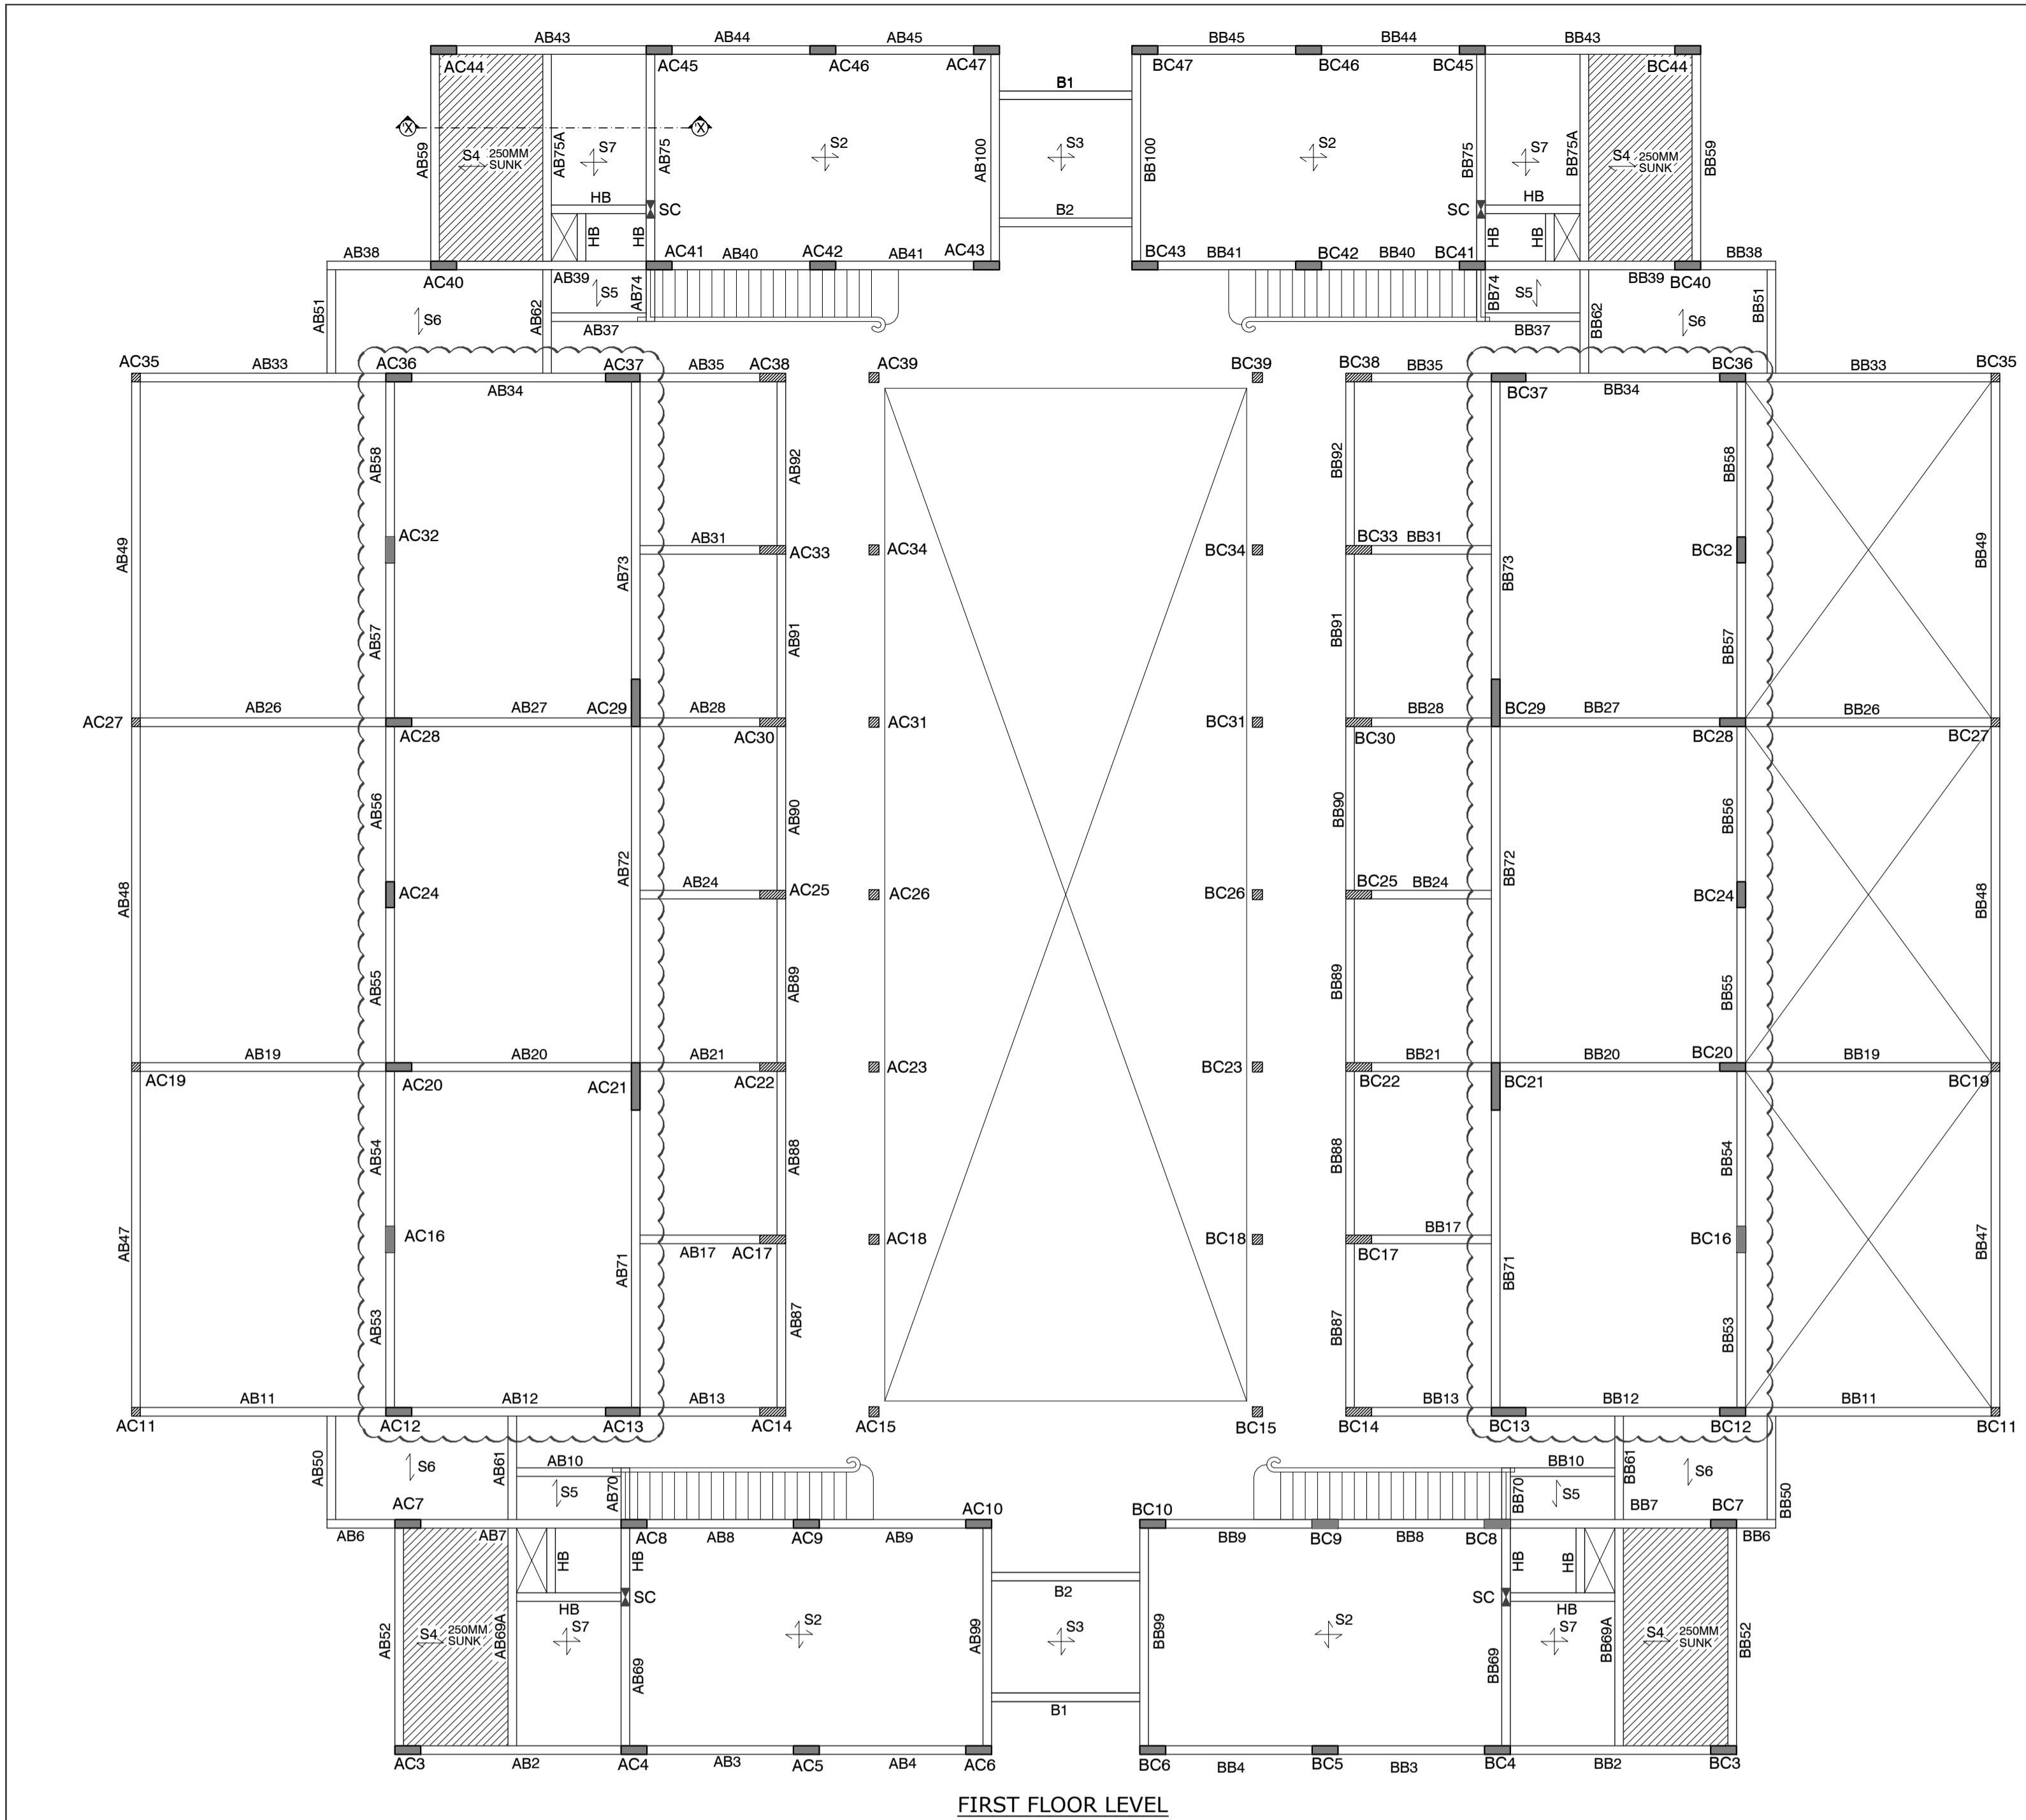 AB43 AB44 AB45 BB45 BB44 BB43
AC44 AC45 AC46 AC47 BC47 BC46 BC45 BC44
B1
AB59 S4 250MM SUNK AB75A S7 AB75 S2 AB100 S3 BB100 S2 BB75 S7 BB75A S4 250MM SUNK BB59
X' X'
HB SC B2 SC HB
HB HB HB HB
AB38 AC41 AB40 AC42 AB41 AC43 BC43 BB41 BC42 BB40 BC41 BB38
AC40 AB39 BB39 BC40
AB51 S6 AB62 S5 AB74 BB74 S5 BB62 S6 BB51
AB37 BB37
AC35 AB33 AC36 AC37 AB35 AC38 AC39 BC39 BC38 BB35 BC36 BB33 BC35
AB34 BC37 BB34
AB58 AB92 BB92 BB58
AC32 AB31 AC33 AC34 BC34 BC33 BB31 BC32
AB49 AB73 BB73 BB49
AB57 AB91 BB91 BB57
AC27 AB26 AB27 AC29 AB28 AC31 BC31 BB28 BC29 BB27 BB26
AC28 AC30 BC30 BC28 BC27
AB56 AB90 BB90 BB56
AB48 AC24 AB72 AB24 AC25 AC26 BC26 BC25 BB24 BB72 BC24 BB48
AB55 AB89 BB89 BB55
AB19 AB20 AB21 AC23 BC23 BB21 BB20 BC20 BB19
AC19 AC20 AC21 AC22 BC22 BC21 BC19
AB54 AB88 BB88 BB54
AB47 AC16 AB71 AB17 AC17 AC18 BC18 BC17 BB17 BB71 BC16 BB47
AB53 AB87 BB87 BB53
AB11 AB12 AB13 BB13 BB12 BB11
AC11 AC12 AC13 AC14 AC15 BC15 BC14 BC13 BC12 BC11
AB50 S6 AB61 AB10 BB10 BB61 S6 BB50
S5 AB70 BB70 S5
AC7 AC10 BC10 BB7 BC7
AB6 AB7 AC8 AB8 AC9 AB9 BB9 BC9 BB8 BC8 BB6
HB HB HB HB
HB SC B2 SC HB
AB52 S4 250MM SUNK AB69A S7 AB69 S2 AB99 S3 BB99 S2 BB69 S7 BB69A S4 250MM SUNK BB52
B1
AC3 AB2 AC4 AB3 AC5 AB4 AC6 BC6 BB4 BC5 BB3 BC4 BB2 BC3
FIRST FLOOR LEVEL